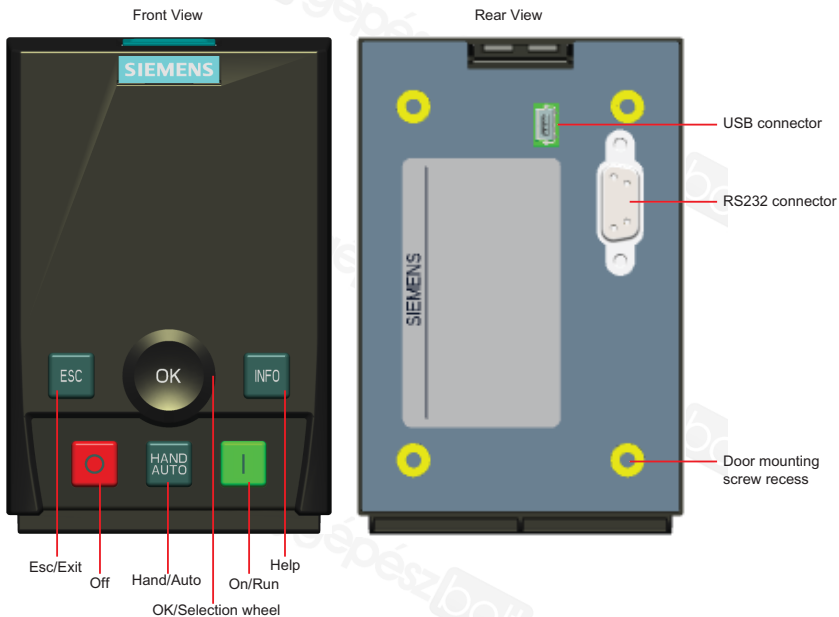 Front View
Rear View
SIEMENS
USB connector
RS232 connector
SIEMENS
ESC
OK
INFO
HAND
AUTO
Door mounting
screw recess
Esc/Exit
Off
Hand/Auto
On/Run
Help
OK/Selection wheel